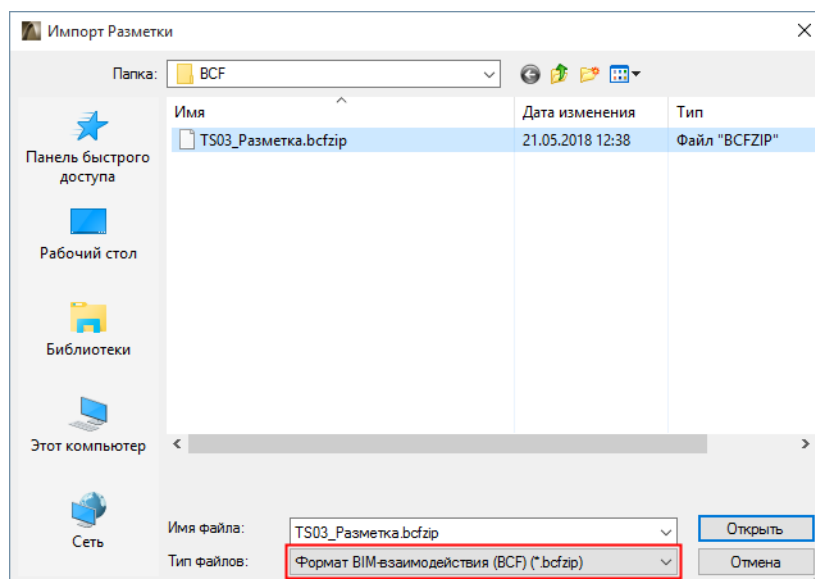 Импорт Разметки
Папка: BCF
Имя Дата изменения Тип
TS03_Разметка.bcfzip 21.05.2018 12:38 Файл "BCFZIP"
Панель быстрого
доступа
Рабочий стол
Библиотеки
Этот компьютер
Сеть
Имя файла: TS03_Разметка.bcfzip Открыть
Тип файлов: Формат BIM-взаимодействия (BCF) (*.bcfzip) Отмена